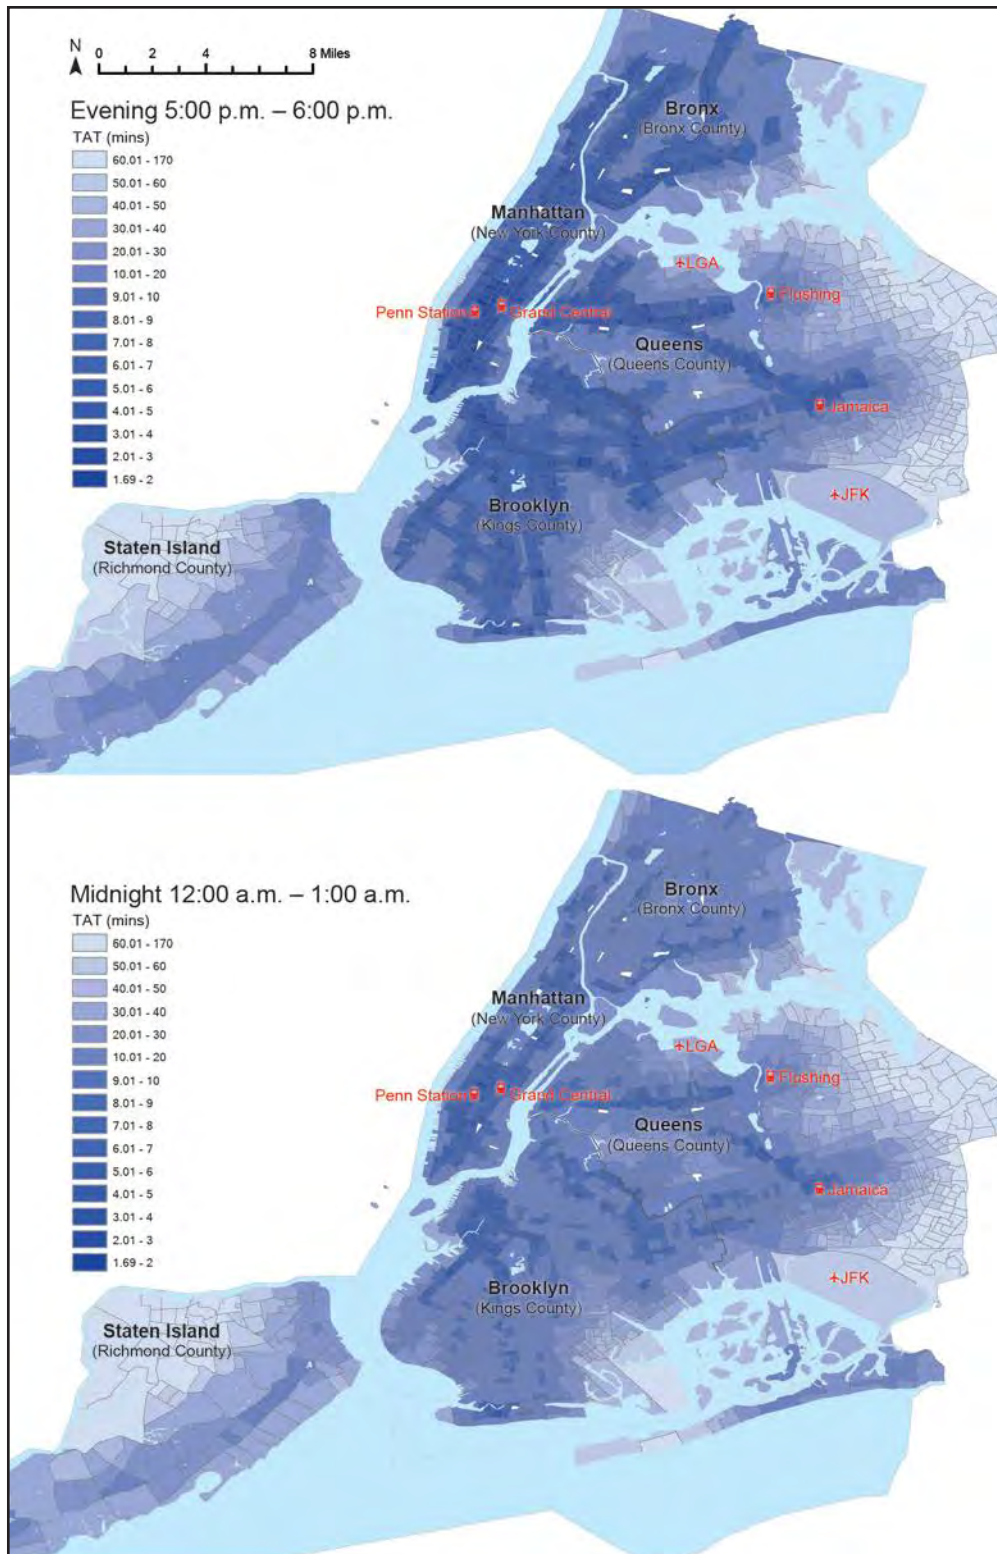 N
0 2 4 8 Miles
Evening 5:00 p.m. – 6:00 p.m.
TAT (mins)
60.01 - 170
50.01 - 60
40.01 - 50
30.01 - 40
20.01 - 30
10.01 - 20
9.01 - 10
8.01 - 9
7.01 - 8
6.01 - 7
5.01 - 6
4.01 - 5
3.01 - 4
2.01 - 3
1.69 - 2
Bronx
(Bronx County)
Manhattan
(New York County)
LGA
Flushing
Penn Station
Grand Central
Queens
(Queens County)
Jamaica
JFK
Brooklyn
(Kings County)
Staten Island
(Richmond County)
Midnight 12:00 a.m. – 1:00 a.m.
TAT (mins)
60.01 - 170
50.01 - 60
40.01 - 50
30.01 - 40
20.01 - 30
10.01 - 20
9.01 - 10
8.01 - 9
7.01 - 8
6.01 - 7
5.01 - 6
4.01 - 5
3.01 - 4
2.01 - 3
1.69 - 2
Bronx
(Bronx County)
Manhattan
(New York County)
LGA
Flushing
Penn Station
Grand Central
Queens
(Queens County)
Jamaica
JFK
Brooklyn
(Kings County)
Staten Island
(Richmond County)